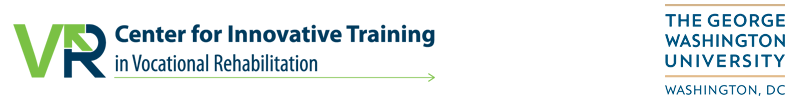 VR
Center for Innovative Training
in Vocational Rehabilitation
THE GEORGE
WASHINGTON
UNIVERSITY
WASHINGTON, DC